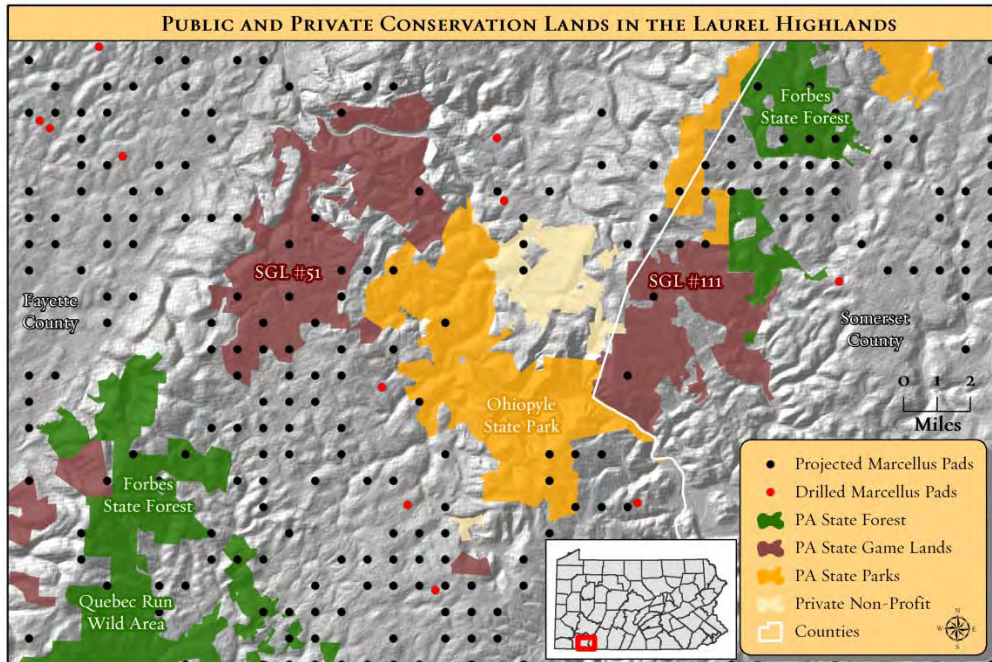 Public and Private Conservation Lands in the Laurel Highlands
Forbes
State Forest
SGL #51
SGL #111
Fayette
County
Somerset
County
0 1 2
Miles
Ohiopyle
State Park
Forbes
State Forest
Quebec Run
Wild Area
Projected Marcellus Pads
Drilled Marcellus Pads
PA State Forest
PA State Game Lands
PA State Parks
Private Non-Profit
Counties
N
W E
S